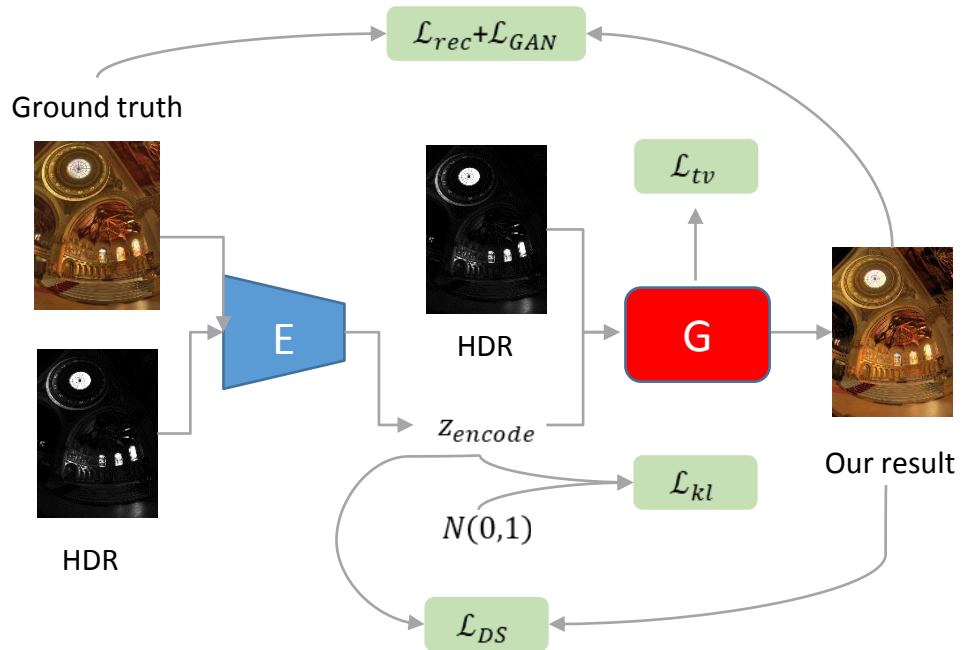 ℒ_rec+ℒ_GAN
Ground truth
ℒ_tv
E
HDR
G
z_encode
Our result
ℒ_kl
N(0,1)
HDR
ℒ_DS